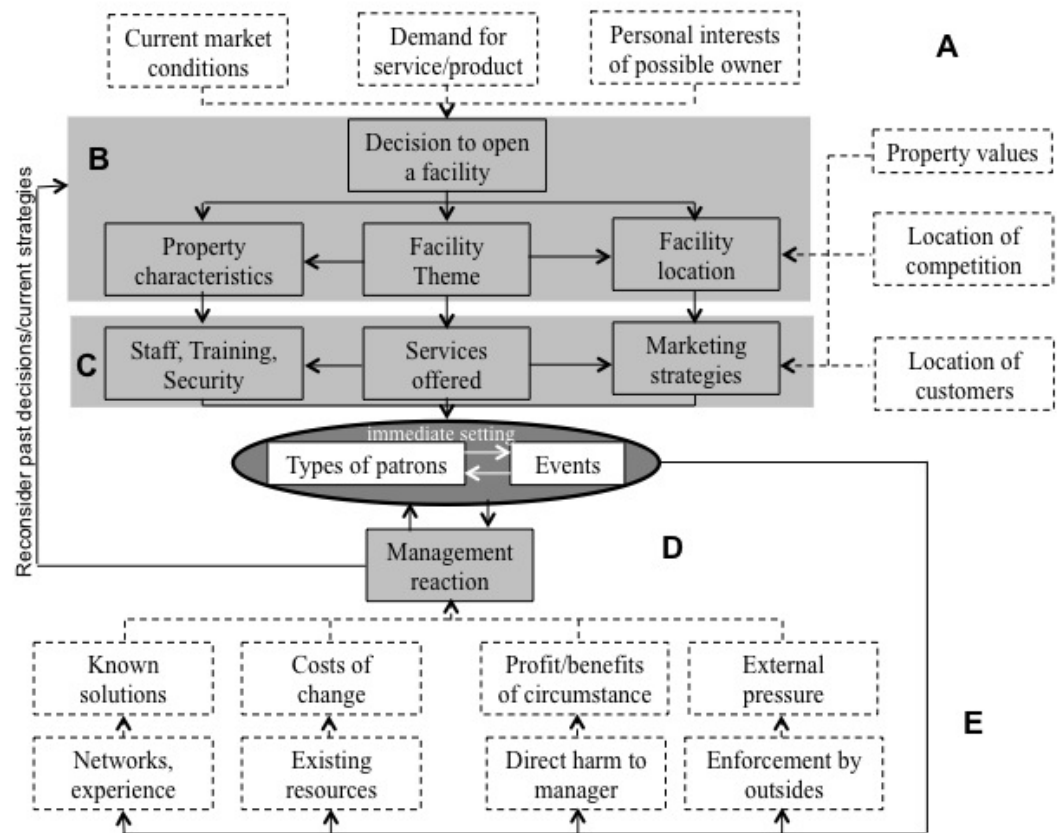 Current market
conditions
Demand for
service/product
Personal interests
of possible owner
A
B
Decision to open
a facility
Property values
Property
characteristics
Facility
Theme
Facility
location
Location of
competition
C
Staff, Training,
Security
Services
offered
Marketing
strategies
Location of
customers
immediate setting
Types of patrons
Events
Reconsider past decisions/current strategies
Management
reaction
D
Known
solutions
Costs of
change
Profit/benefits
of circumstance
External
pressure
E
Networks,
experience
Existing
resources
Direct harm to
manager
Enforcement by
outsides